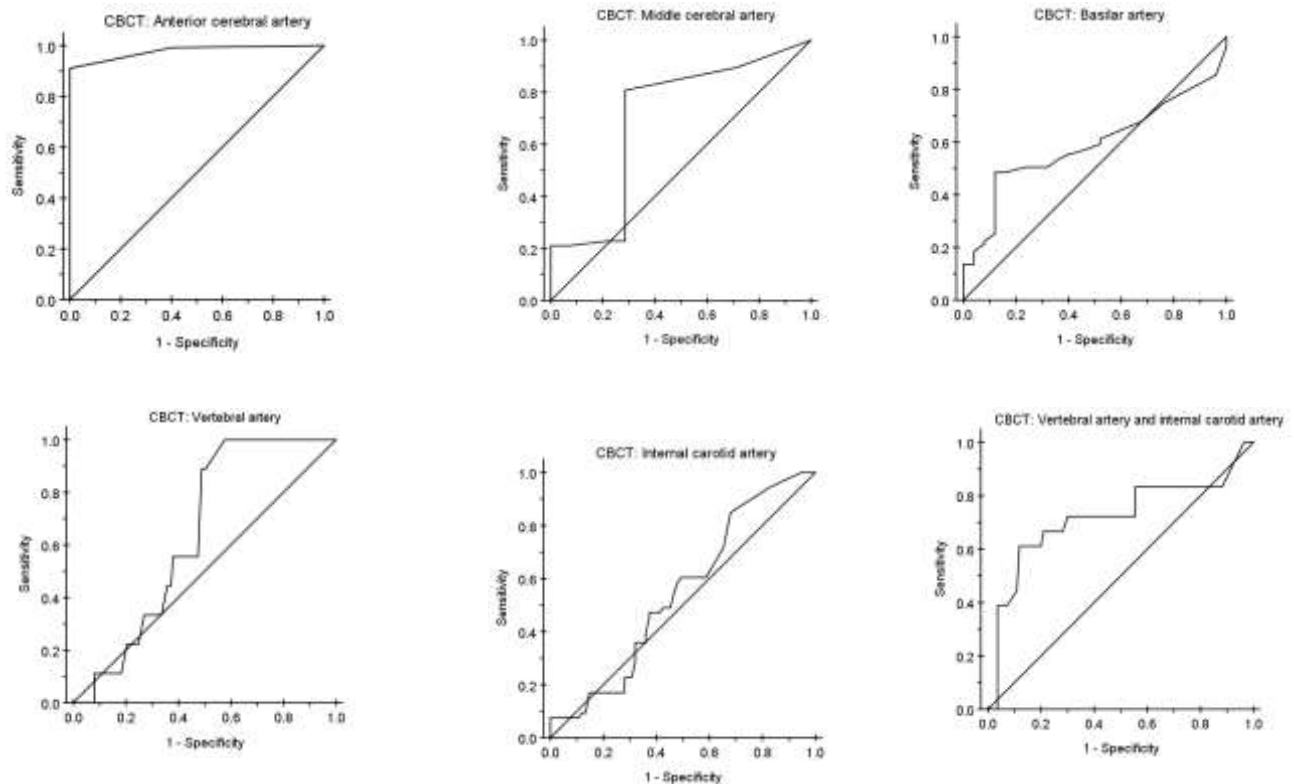 CBCT: Anterior cerebral artery
Sensitivity
1.0
0.8
0.6
0.4
0.2
0.0
0.0 0.2 0.4 0.6 0.8 1.0
1 - Specificity
CBCT: Middle cerebral artery
Sensitivity
1.0
0.8
0.6
0.4
0.2
0.0
0.0 0.2 0.4 0.6 0.8 1.0
1 - Specificity
CBCT: Basilar artery
Sensitivity
1.0
0.8
0.6
0.4
0.2
0.0
0.0 0.2 0.4 0.6 0.8 1.0
1 - Specificity
CBCT: Vertebral artery
Sensitivity
1.0
0.8
0.6
0.4
0.2
0.0
0.0 0.2 0.4 0.6 0.8 1.0
1 - Specificity
CBCT: Internal carotid artery
Sensitivity
1.0
0.8
0.6
0.4
0.2
0.0
0.0 0.2 0.4 0.6 0.8 1.0
1 - Specificity
CBCT: Vertebral artery and internal carotid artery
Sensitivity
1.0
0.8
0.6
0.4
0.2
0.0
0.0 0.2 0.4 0.6 0.8 1.0
1 - Specificity